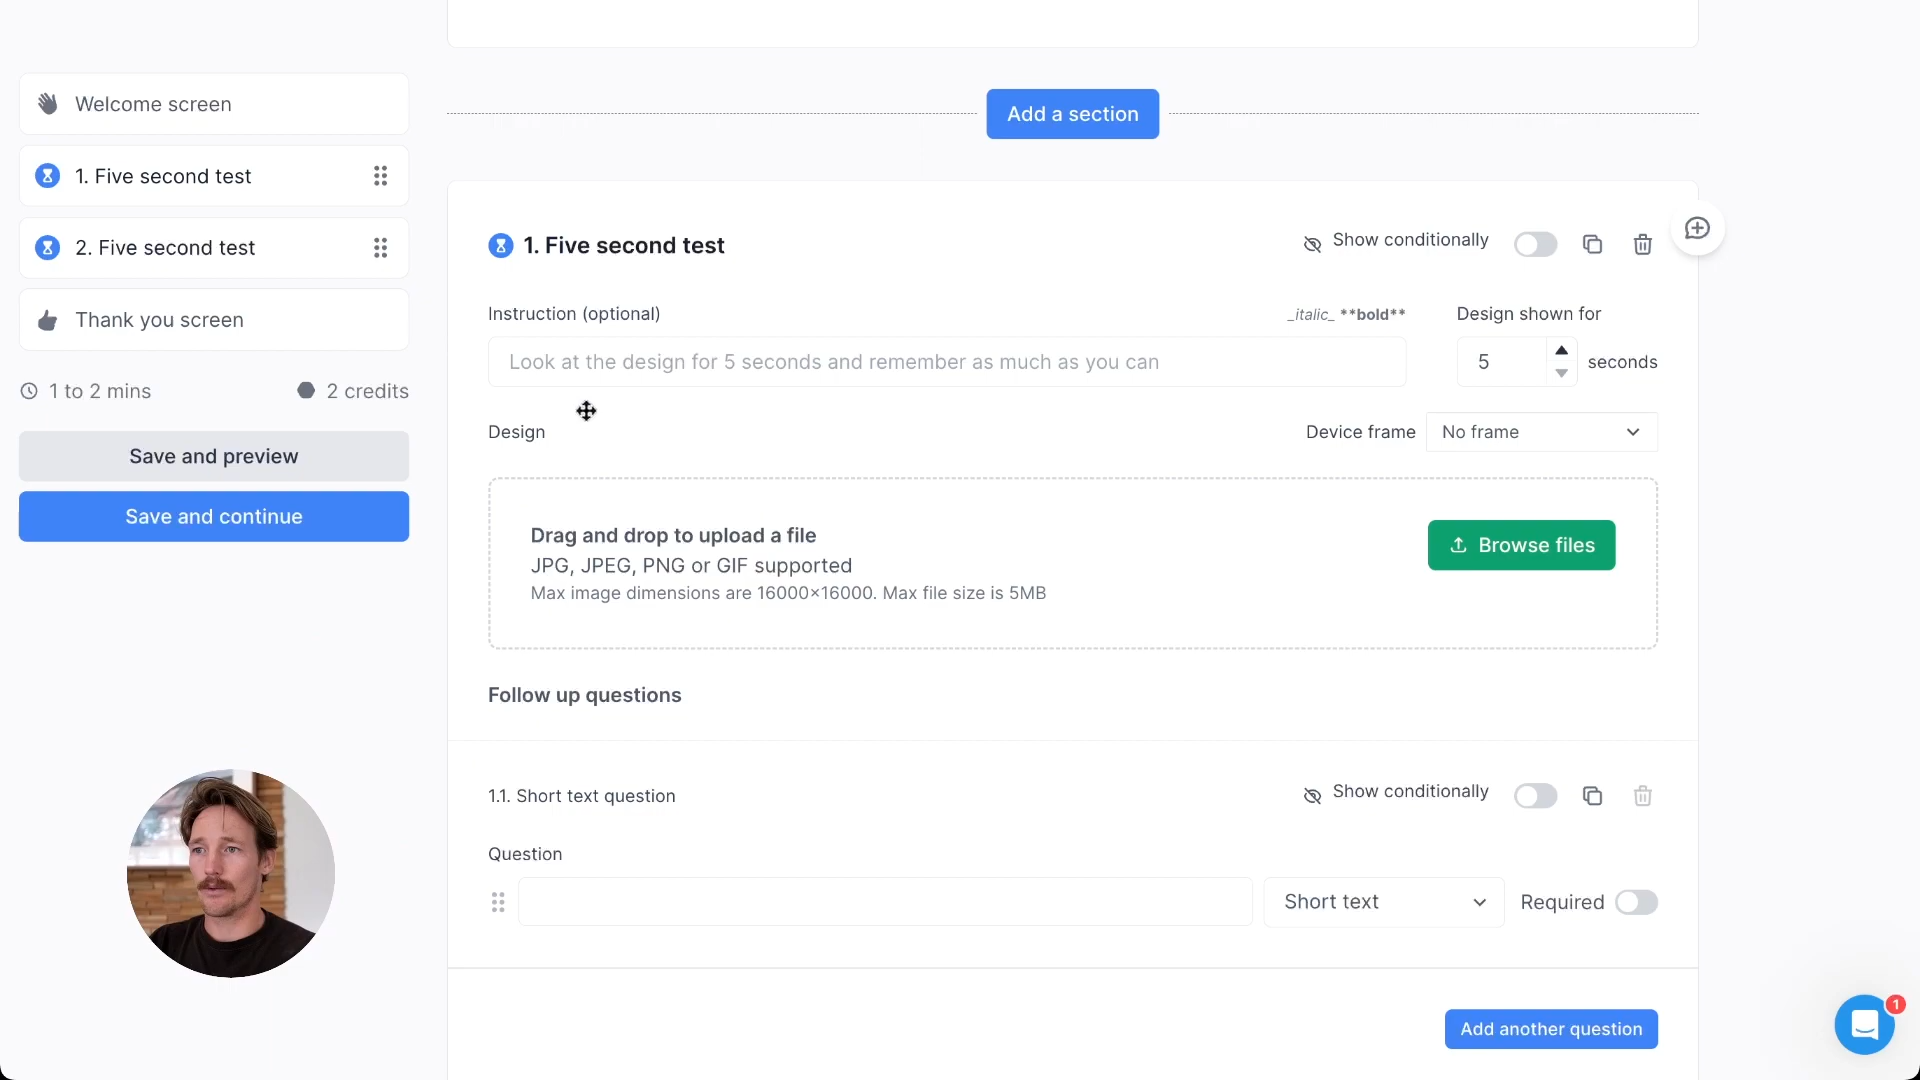 Welcome screen
1. Five second test
2. Five second test
Thank you screen
1 to 2 mins
2 credits
Save and preview
Save and continue
Add a section
1. Five second test
Show conditionally
Instruction (optional)
_italic_ **bold**
Design shown for
Look at the design for 5 seconds and remember as much as you can
5
seconds
Design
Device frame
No frame
Drag and drop to upload a file
JPG, JPEG, PNG or GIF supported
Max image dimensions are 16000×16000. Max file size is 5MB
Browse files
Follow up questions
1.1. Short text question
Show conditionally
Question
Short text
Required
Add another question
1